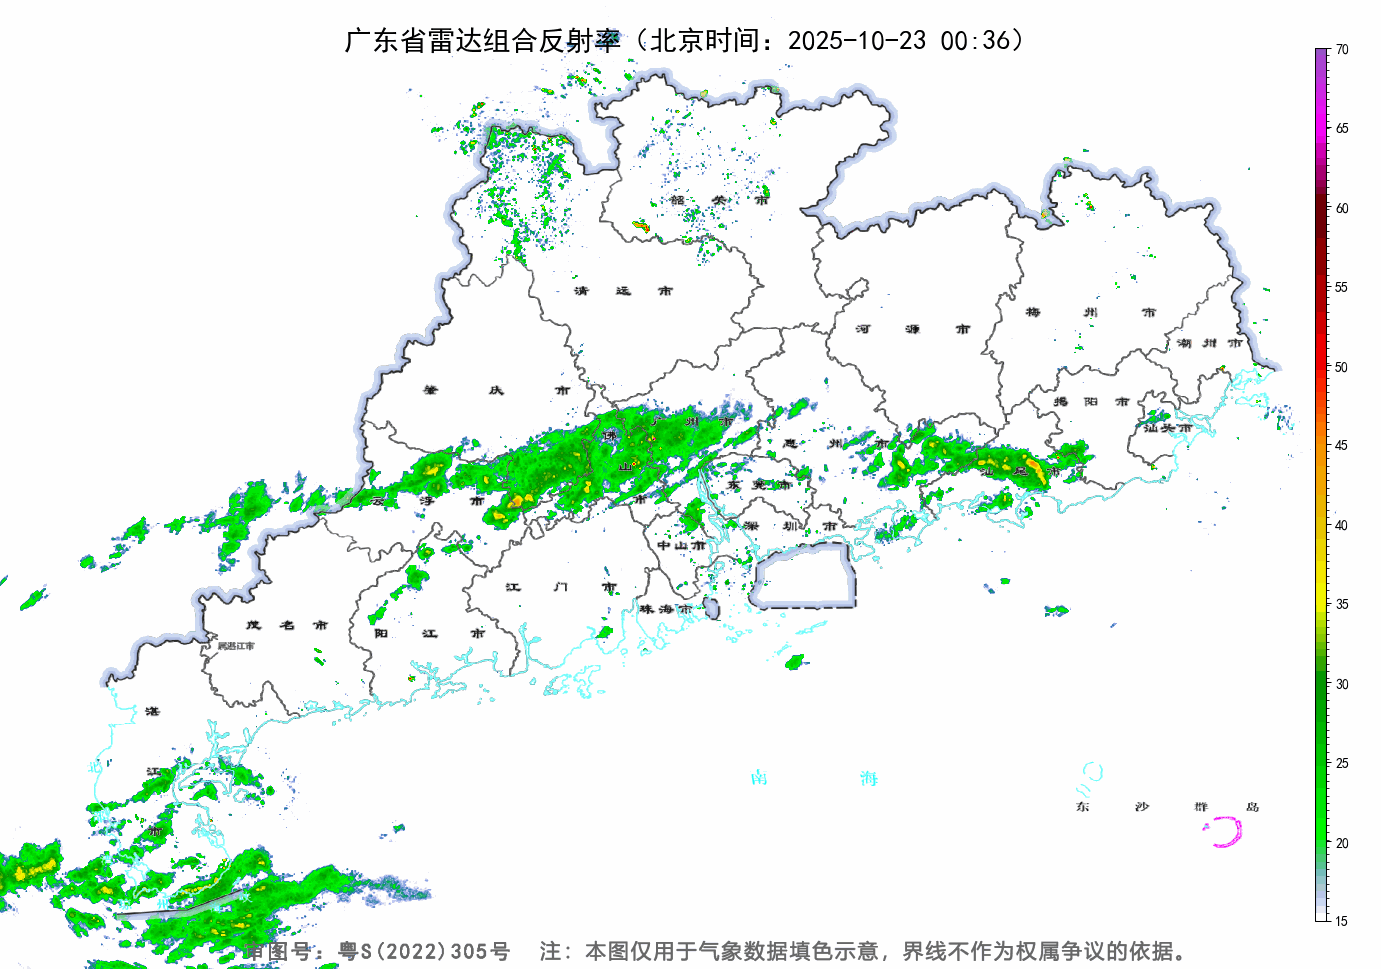 广东省雷达组合反射率（北京时间：2025-10-23 00:36）
70
65
60
55
50
45
40
35
30
25
20
15
韶关市
清远市
河源市
梅州市
潮州市
肇庆市
揭阳市
汕头市
广州市
佛山市
惠州市
汕尾市
东莞市
云浮市
深圳市
中山市
江门市
珠海市
茂名市
阳江市
属湛江市
湛江市
南海
东沙群岛
审图号：粤S(2022)305号 注：本图仅用于气象数据填色示意，界线不作为权属争议的依据。